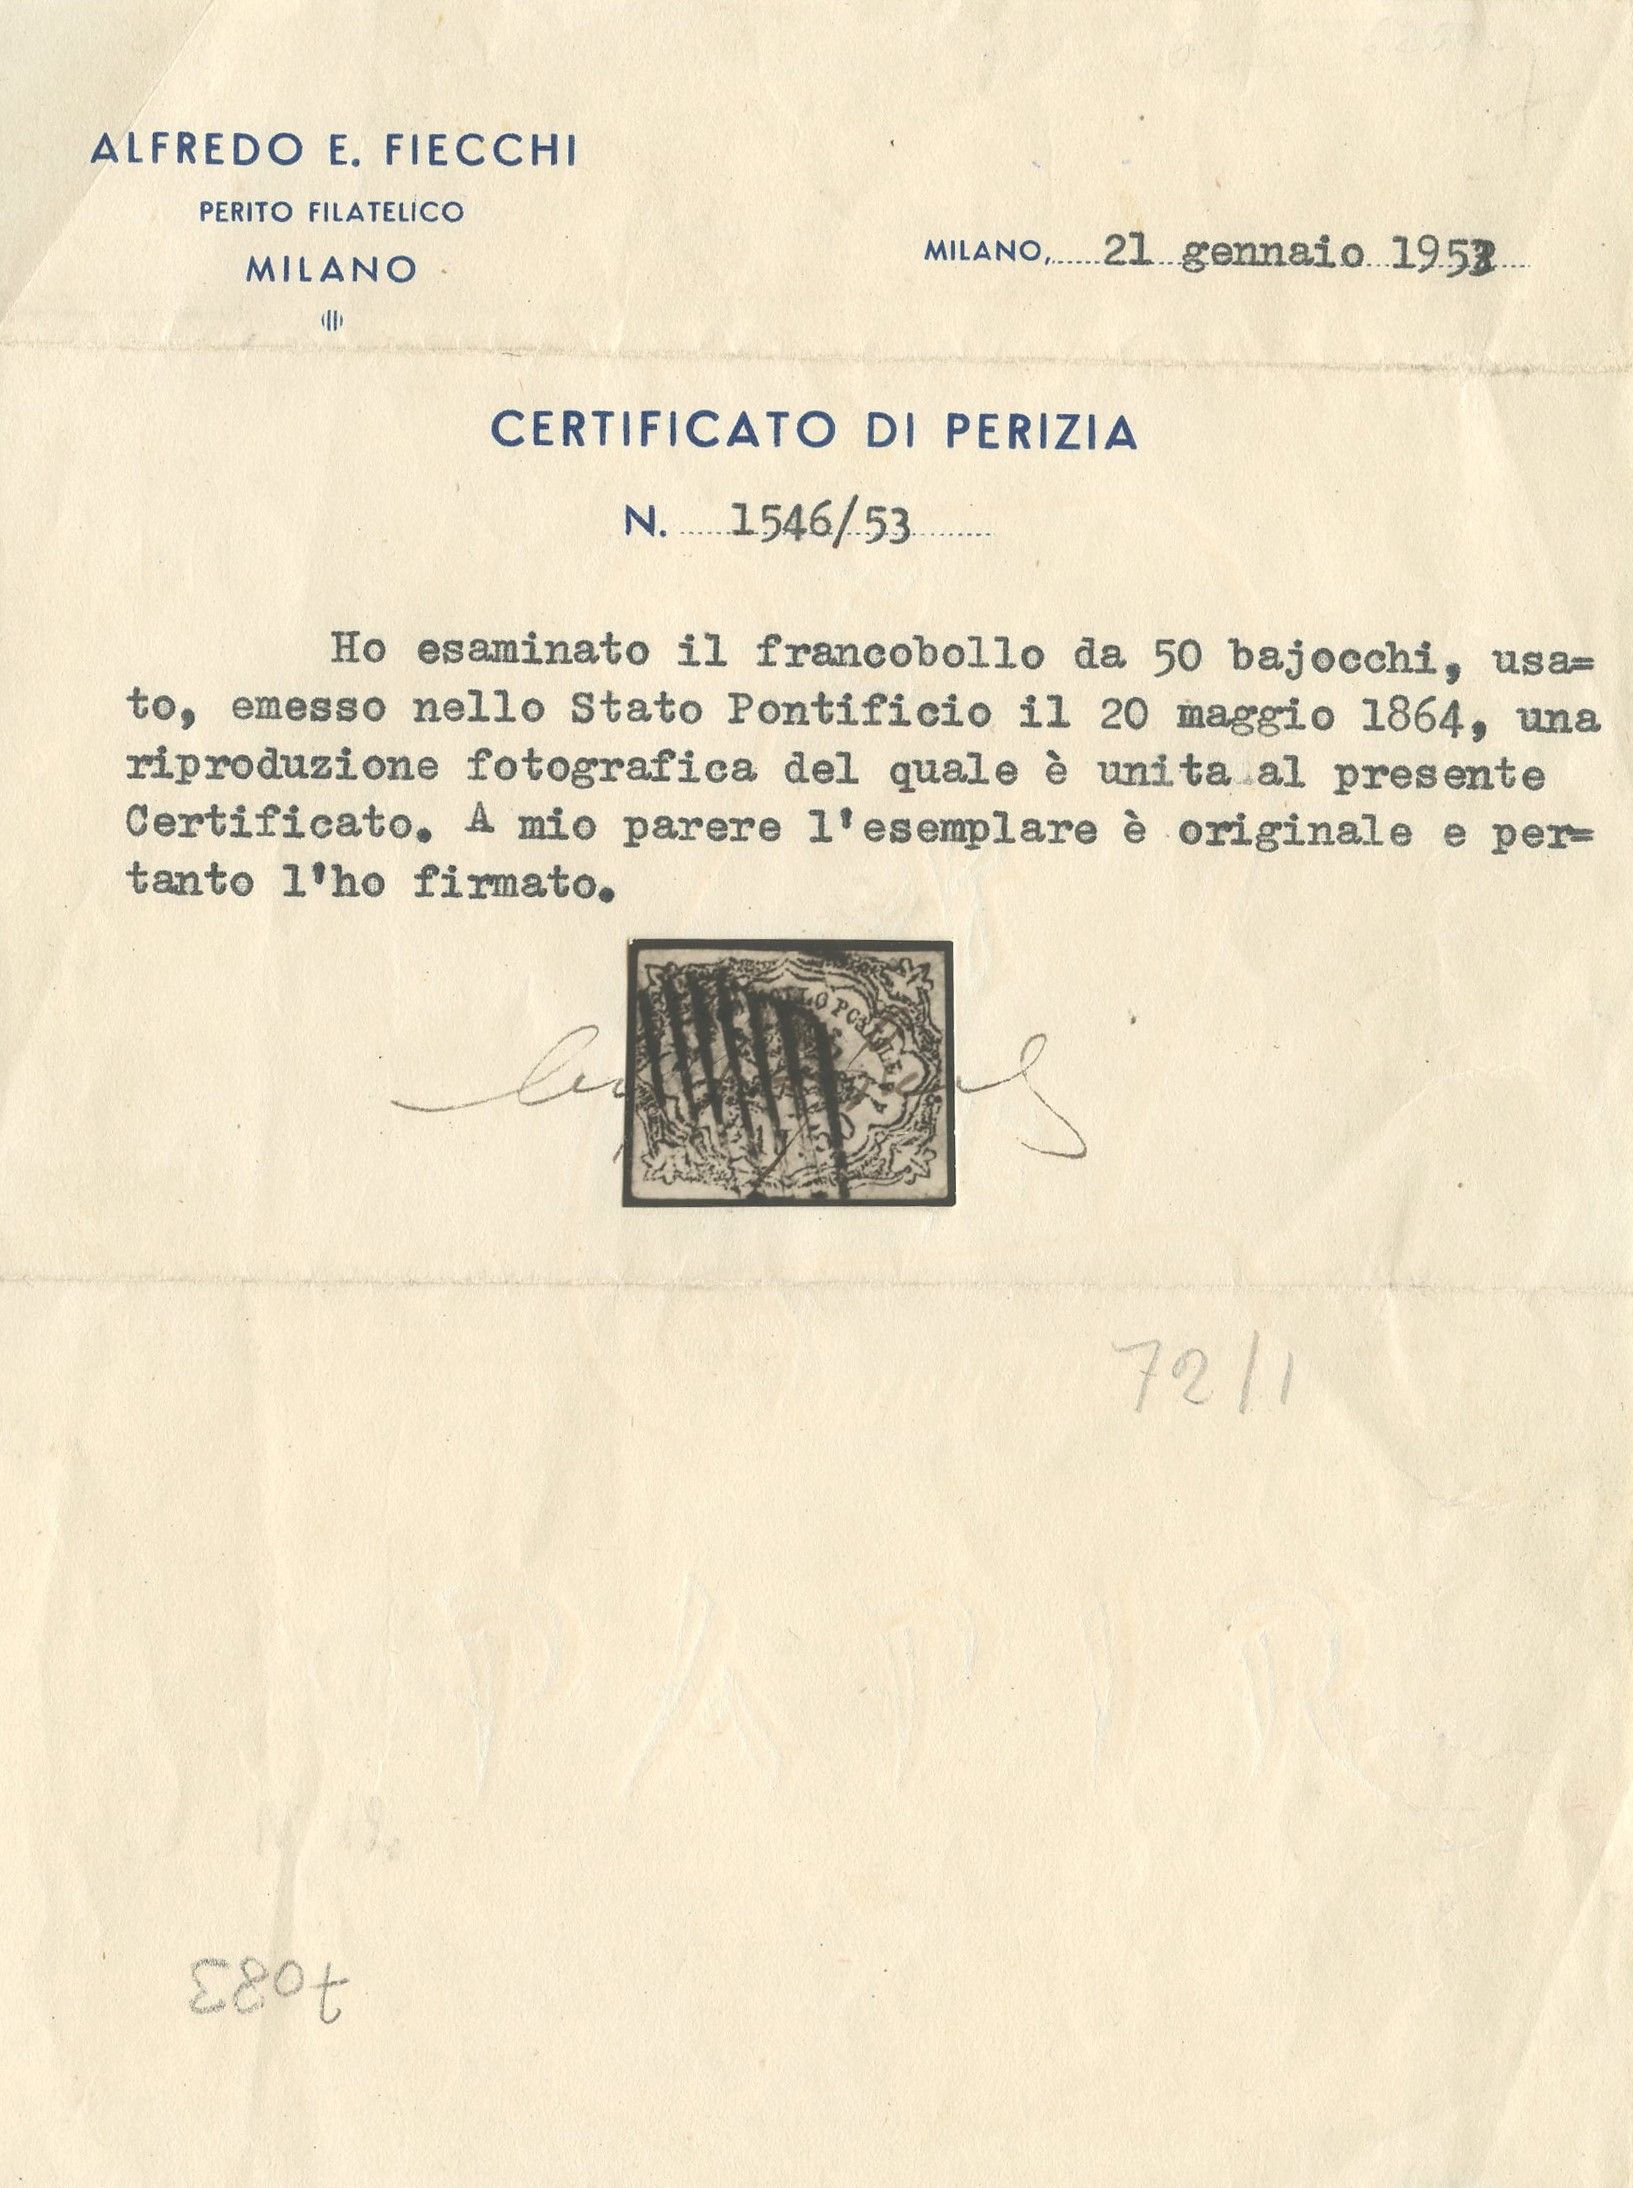 ALFREDO E. FIECCHI
PERITO FILATELICO
MILANO
MILANO, 21 gennaio 1953
CERTIFICATO DI PERIZIA
N. 1546/53
Ho esaminato il francobollo da 50 bajocchi, usa=
to, emesso nello Stato Pontificio il 20 maggio 1864, una
riproduzione fotografica del quale è unita al presente
Certificato. A mio parere l'esemplare è originale e per=
tanto l'ho firmato.
72/1
7083